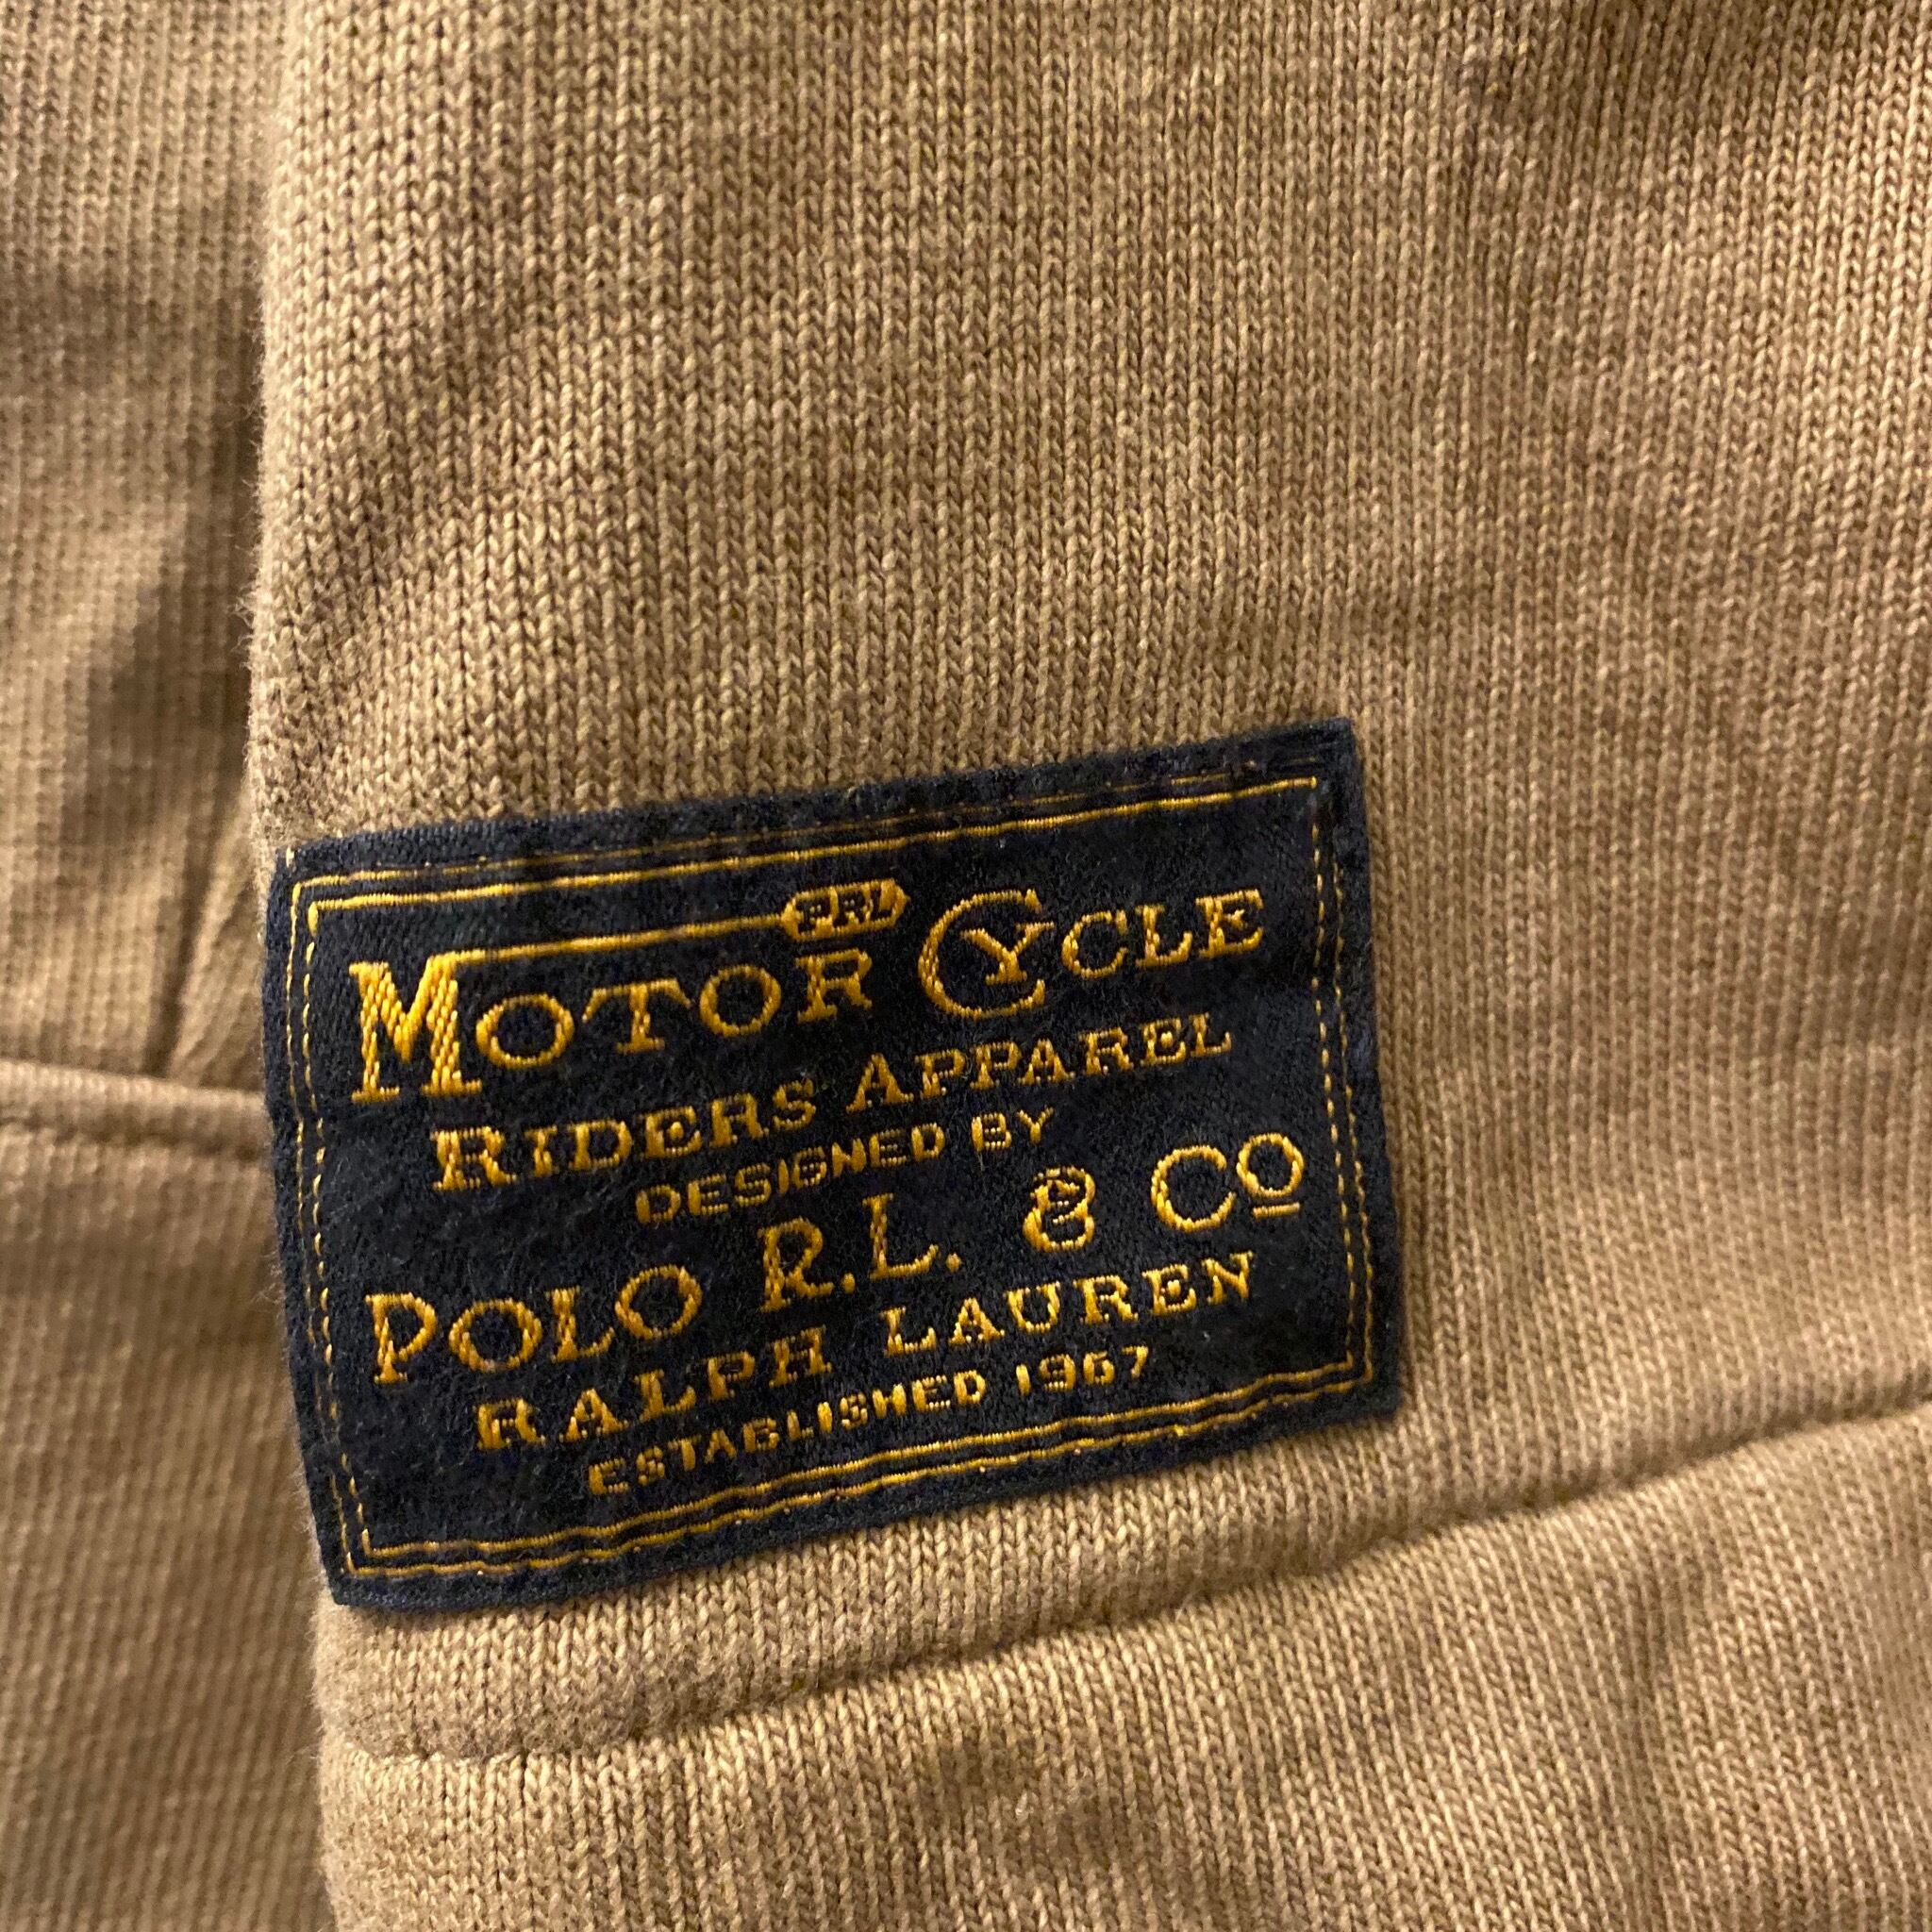 PRL
MOTOR CYCLE
RIDERS APPAREL
DESIGNED BY
POLO R.L. & CO
RALPH LAUREN
ESTABLISHED 1967